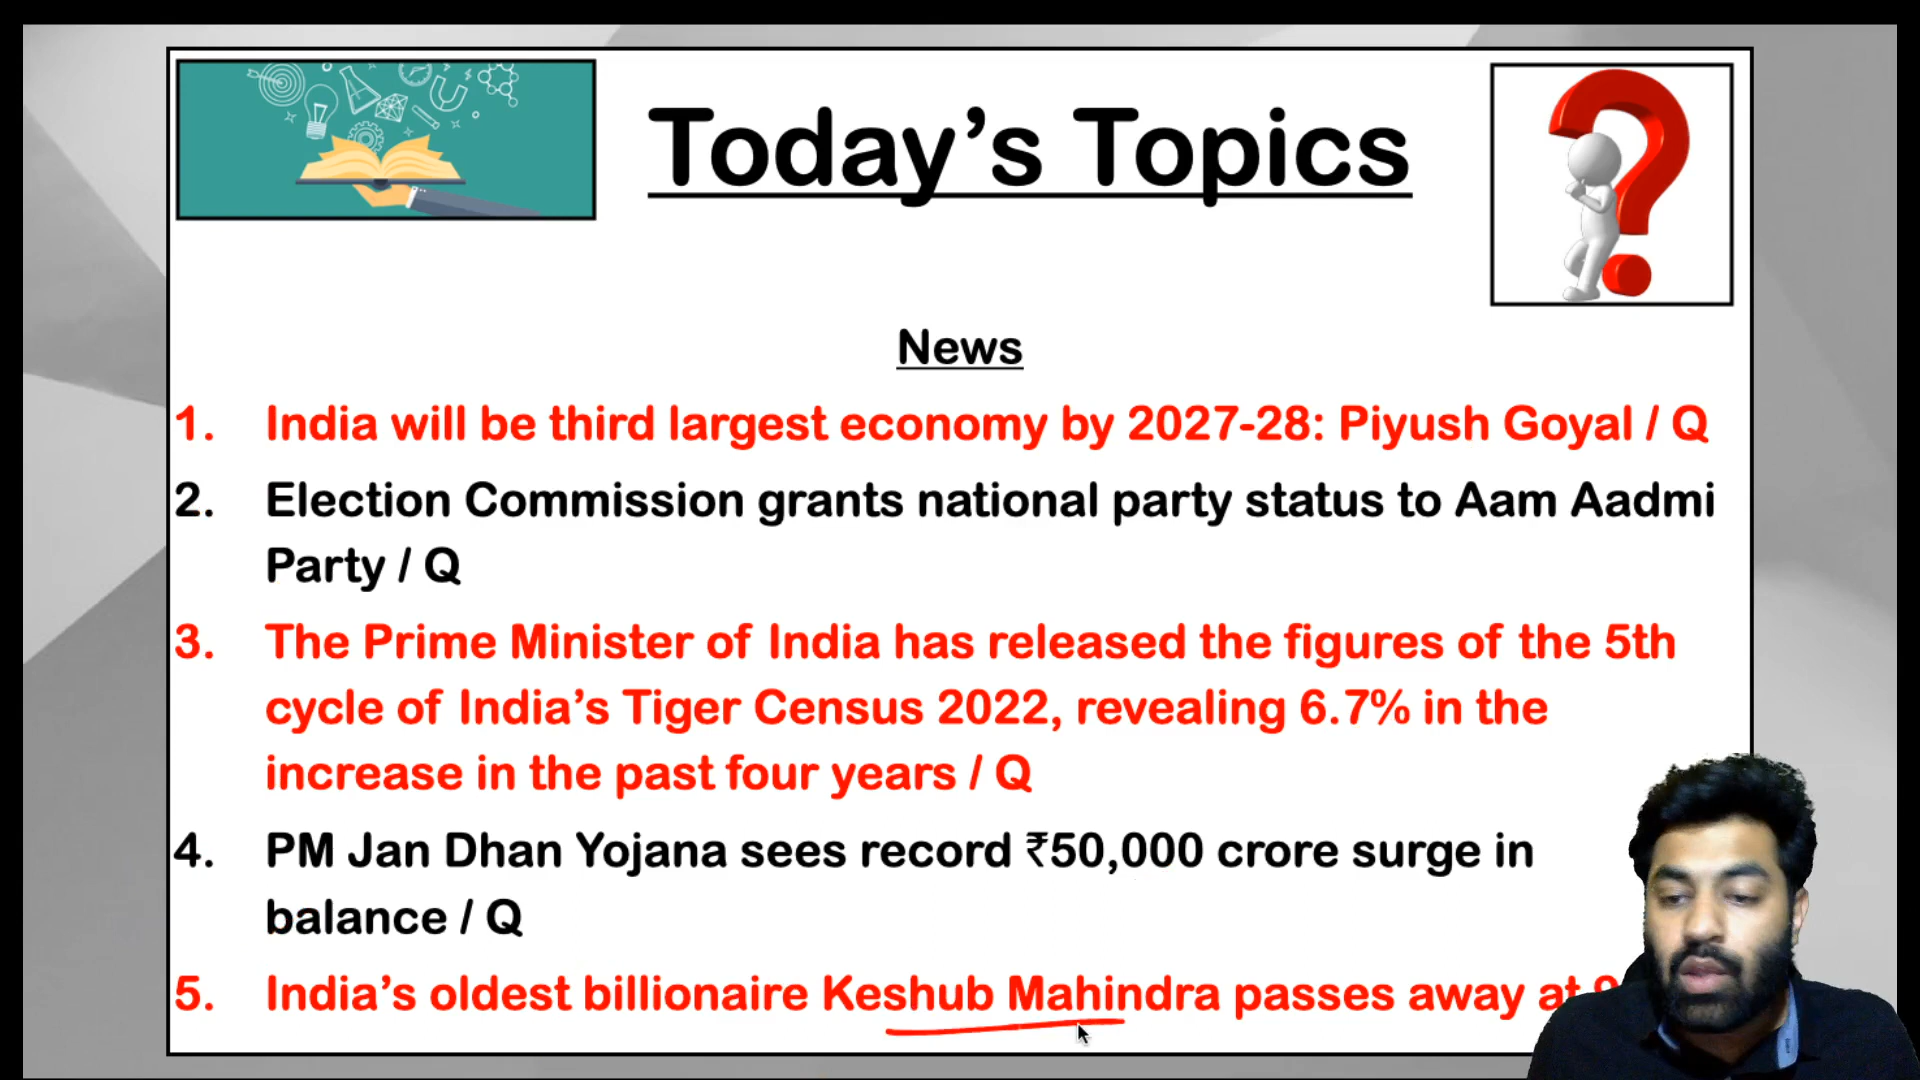 Today’s Topics
News
1. India will be third largest economy by 2027-28: Piyush Goyal / Q
2. Election Commission grants national party status to Aam Aadmi
Party / Q
3. The Prime Minister of India has released the figures of the 5th
cycle of India’s Tiger Census 2022, revealing 6.7% in the
increase in the past four years / Q
4. PM Jan Dhan Yojana sees record ₹50,000 crore surge in
balance / Q
5. India’s oldest billionaire Keshub Mahindra passes away at